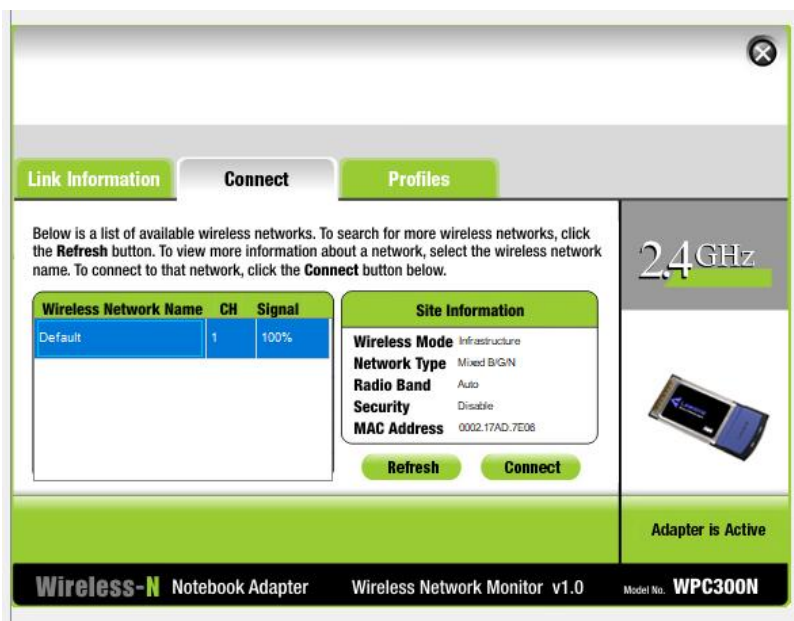 Link Information
Connect
Profiles
Below is a list of available wireless networks. To search for more wireless networks, click
the Refresh button. To view more information about a network, select the wireless network
name. To connect to that network, click the Connect button below.
Wireless Network Name CH Signal
Default 1 100%
Site Information
Wireless Mode Infrastructure
Network Type Mixed B/G/N
Radio Band Auto
Security Disable
MAC Address 0002.17AD.7E06
Refresh
Connect
2.4GHz
Adapter is Active
Wireless-N Notebook Adapter Wireless Network Monitor v1.0 Model No. WPC300N